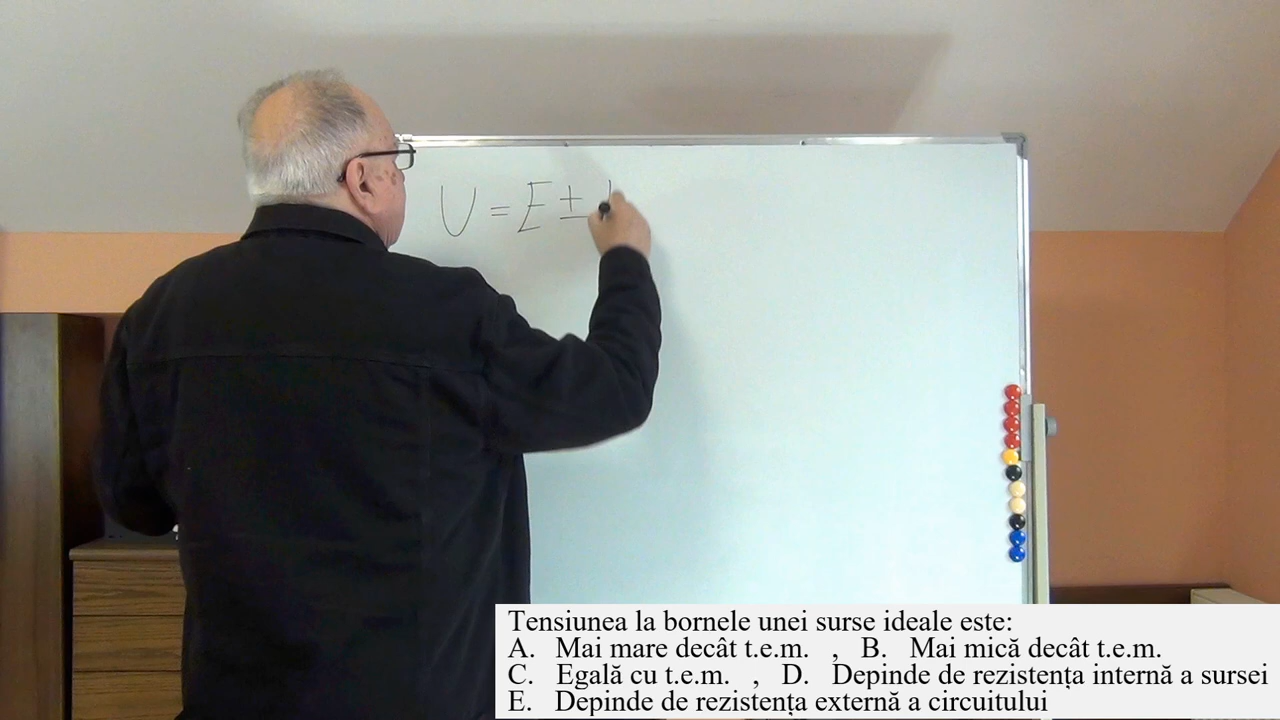 U = E ±
Tensiunea la bornele unei surse ideale este:
A. Mai mare decât t.e.m. , B. Mai mică decât t.e.m.
C. Egală cu t.e.m. , D. Depinde de rezistența internă a sursei
E. Depinde de rezistența externă a circuitului